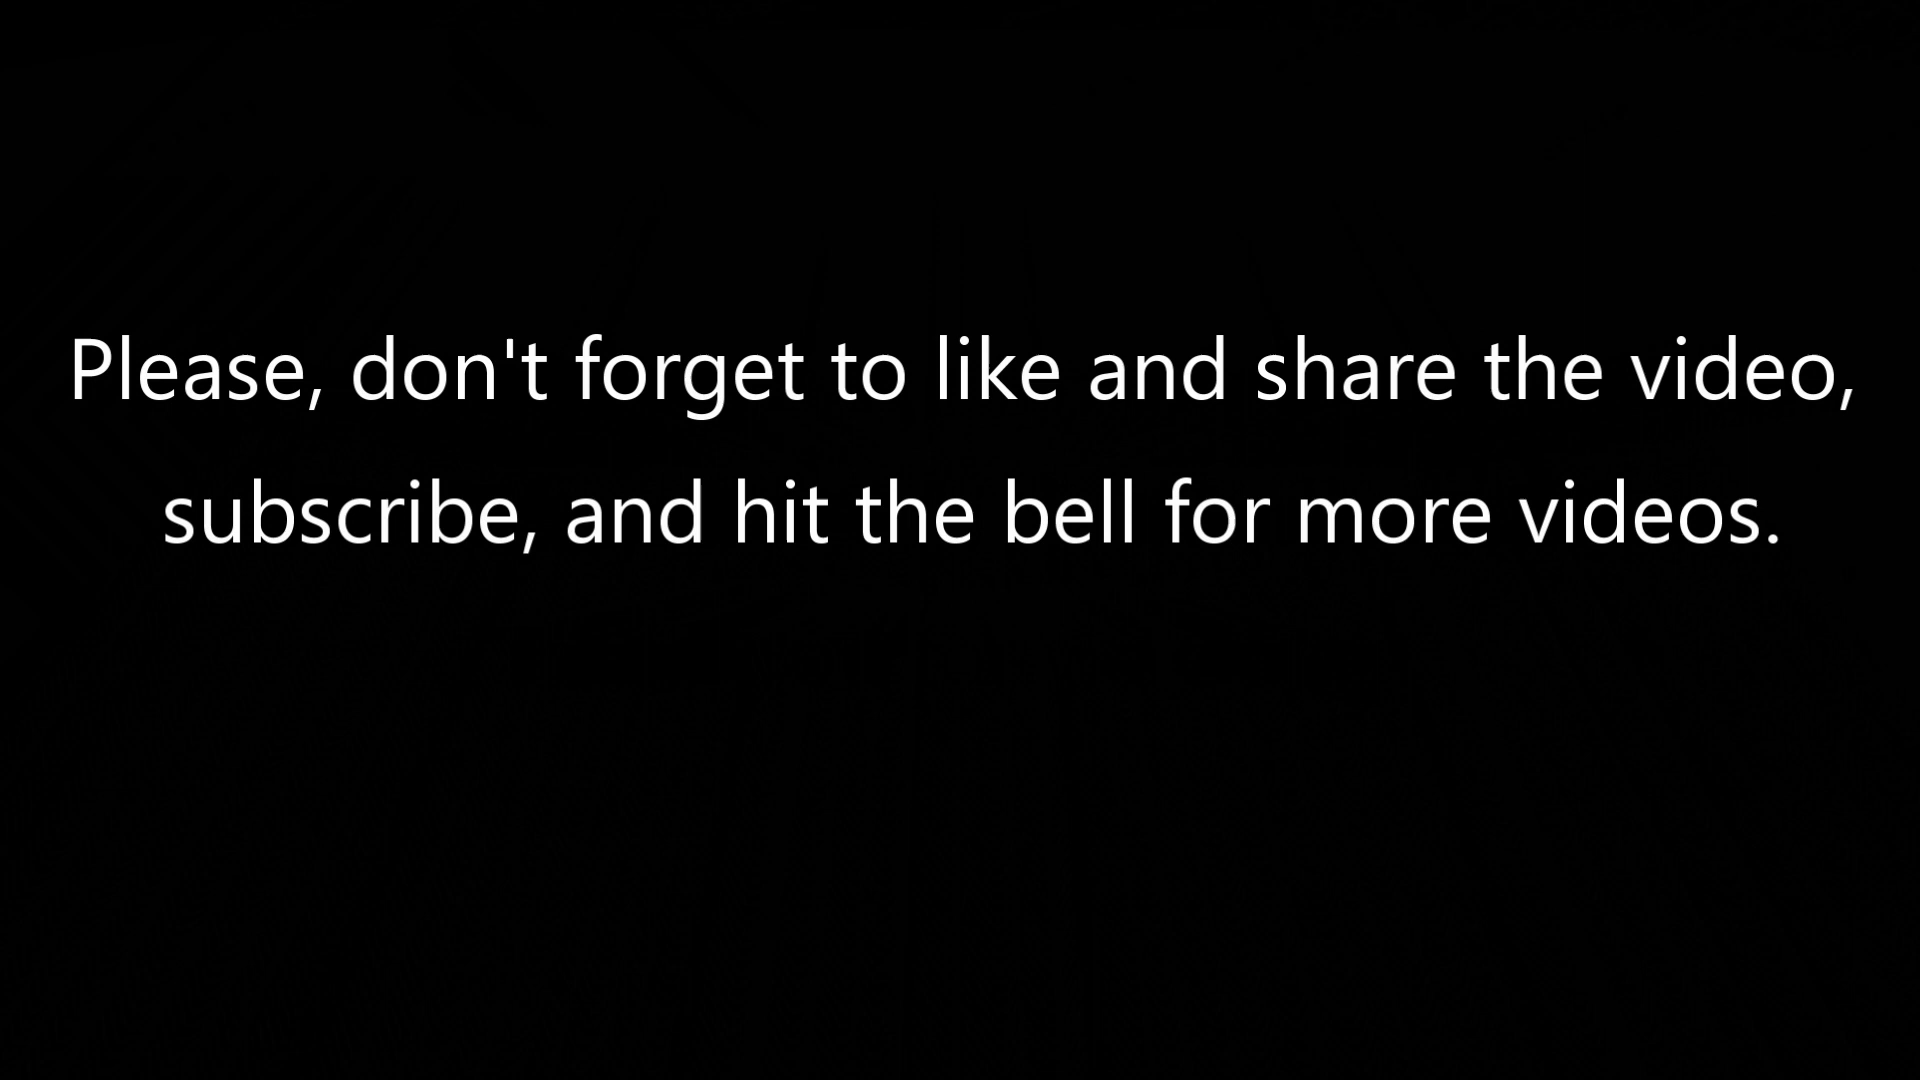 Please, don't forget to like and share the video,
subscribe, and hit the bell for more videos.